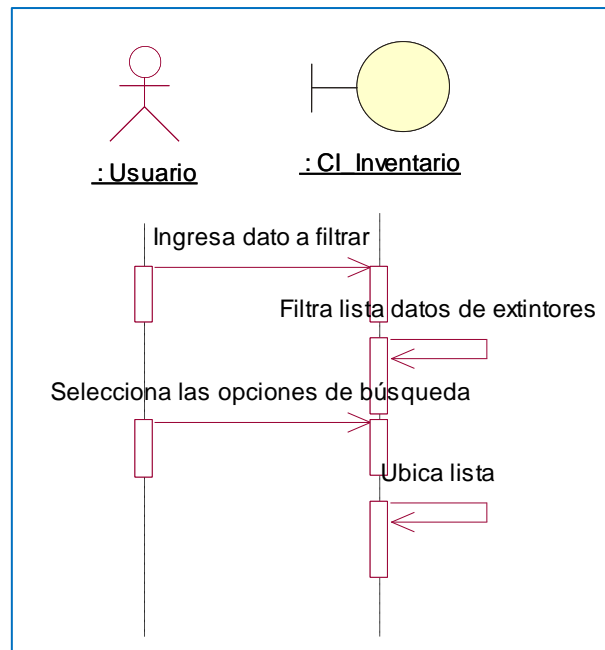 : Usuario
: CI_Inventario
Ingresa dato a filtrar
Filtra lista datos de extintores
Selecciona las opciones de búsqueda
Ubica lista